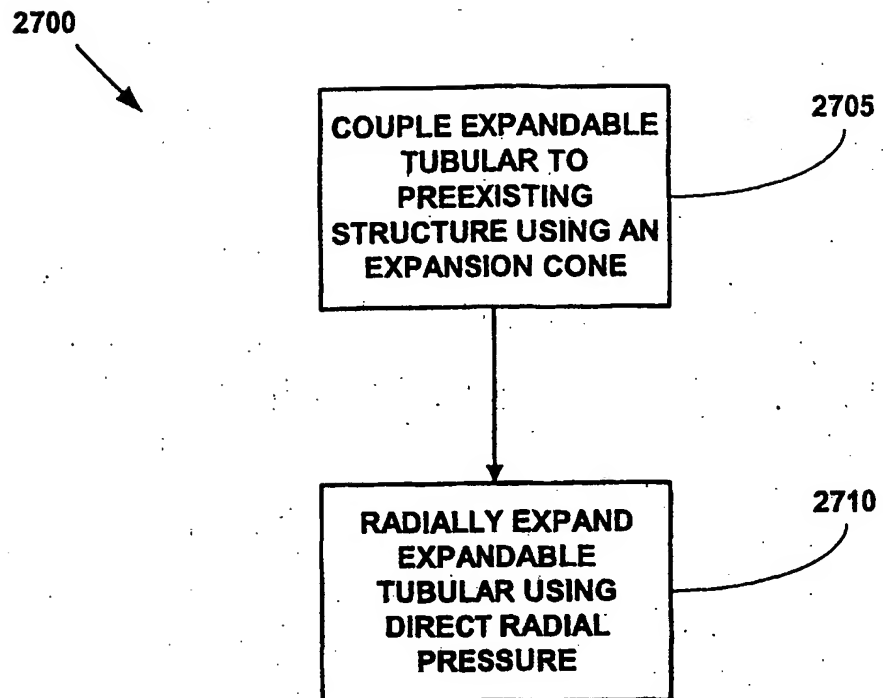 2700
2705
COUPLE EXPANDABLE
TUBULAR TO
PREEXISTING
STRUCTURE USING AN
EXPANSION CONE
2710
RADIALLY EXPAND
EXPANDABLE
TUBULAR USING
DIRECT RADIAL
PRESSURE